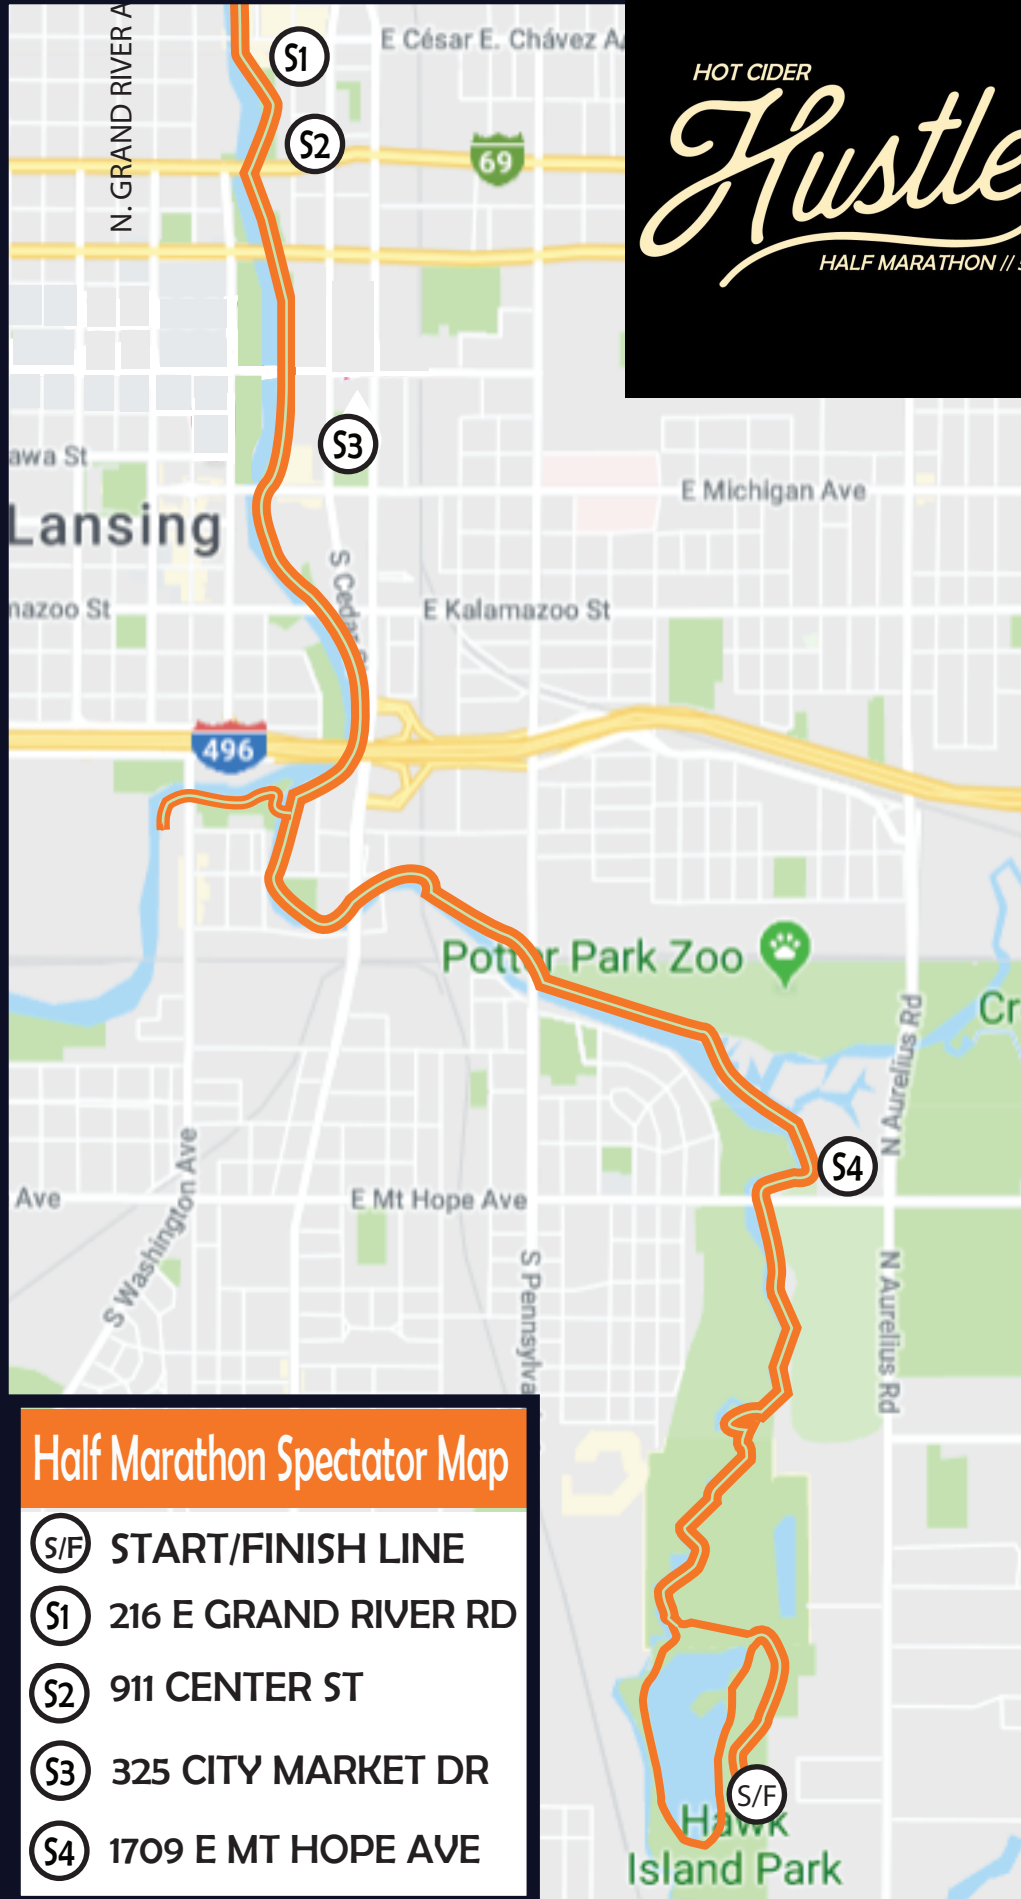 N. GRAND RIVER A
S1
E César E. Chávez A
HOT CIDER
Hustle
HALF MARATHON //
S2
69
S3
awa St
E Michigan Ave
Lansing
S Cedar
nazoo St
E Kalamazoo St
496
Potter Park Zoo
Cr
N Aurelius Rd
S4
Ave
E Mt Hope Ave
S Washington Ave
S Pennsylva
N Aurelius Rd
Half Marathon Spectator Map
S/F START/FINISH LINE
S1 216 E GRAND RIVER RD
S2 911 CENTER ST
S3 325 CITY MARKET DR
S4 1709 E MT HOPE AVE
S/F
Hawk
Island Park